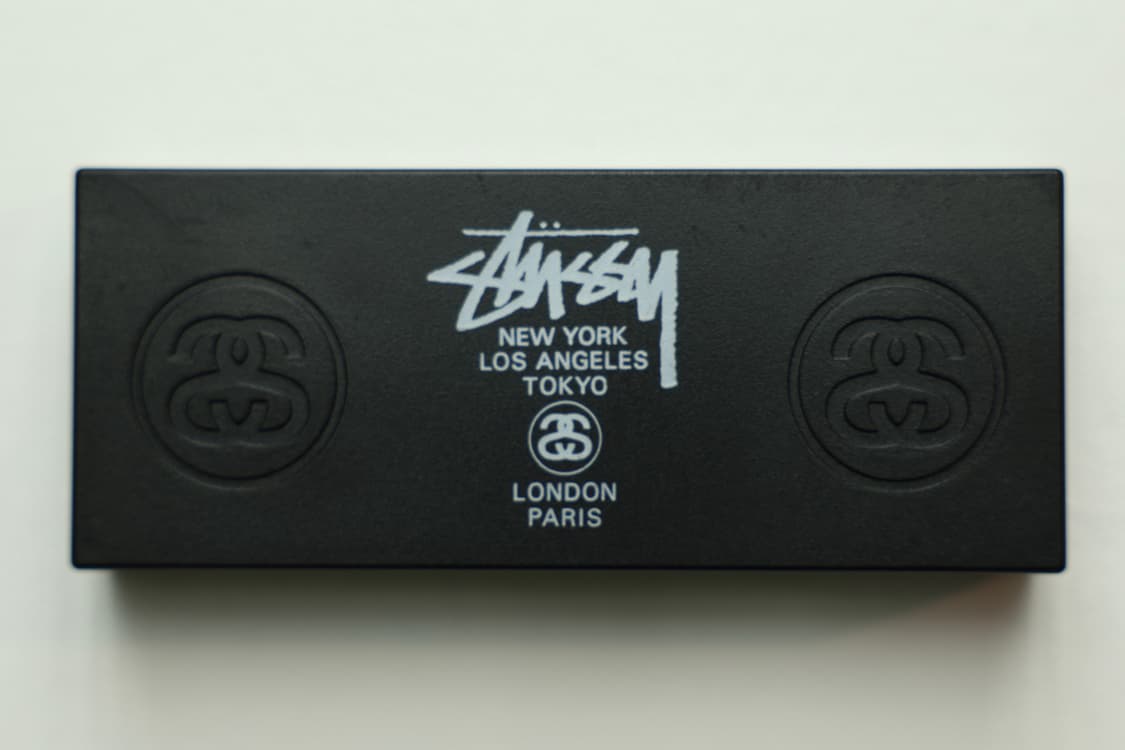 Stüssy
NEW YORK
LOS ANGELES
TOKYO
LONDON
PARIS